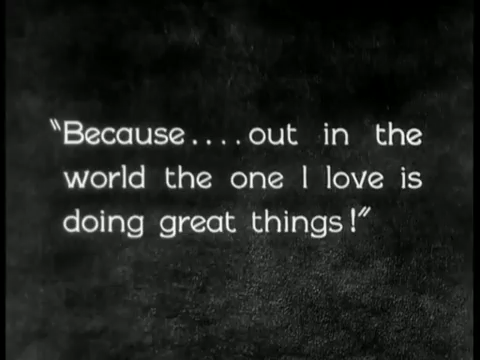 "Because....out in the
world the one I love is
doing great things!"